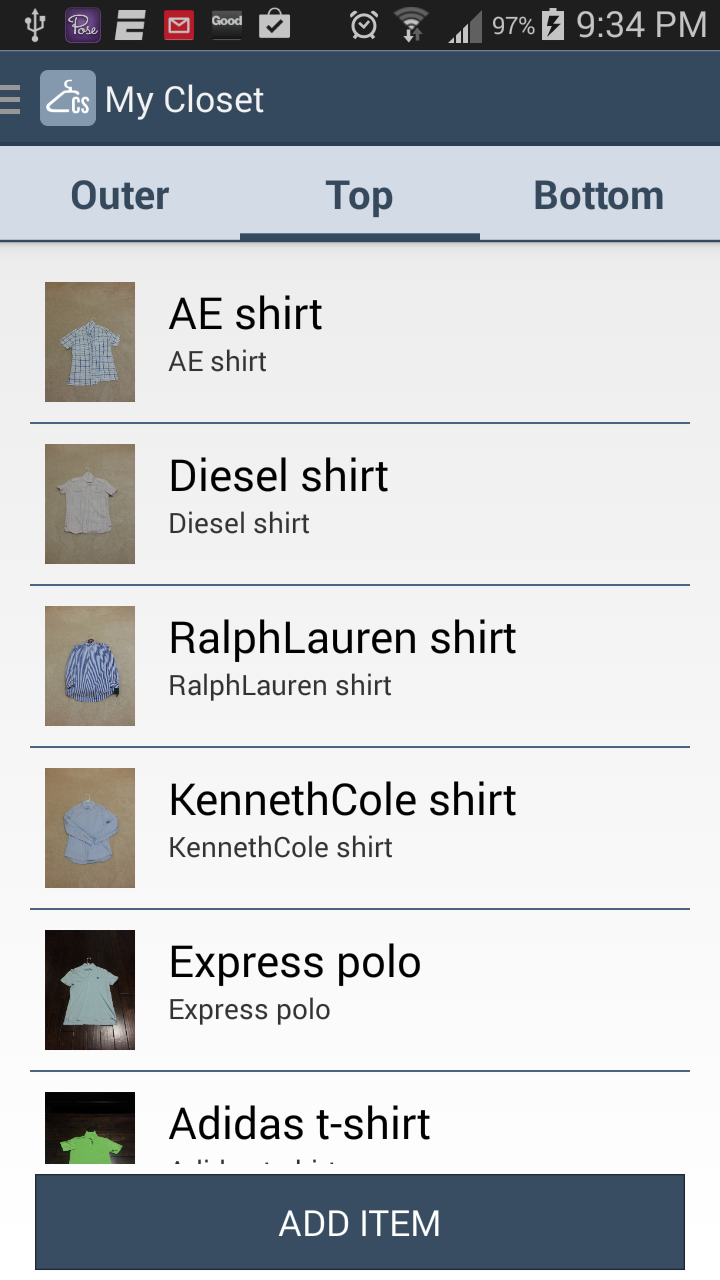 Pose
Good
97%
9:34 PM
CS
My Closet
Outer
Top
Bottom
AE shirt
AE shirt
Diesel shirt
Diesel shirt
RalphLauren shirt
RalphLauren shirt
KennethCole shirt
KennethCole shirt
Express polo
Express polo
Adidas t-shirt
ADD ITEM